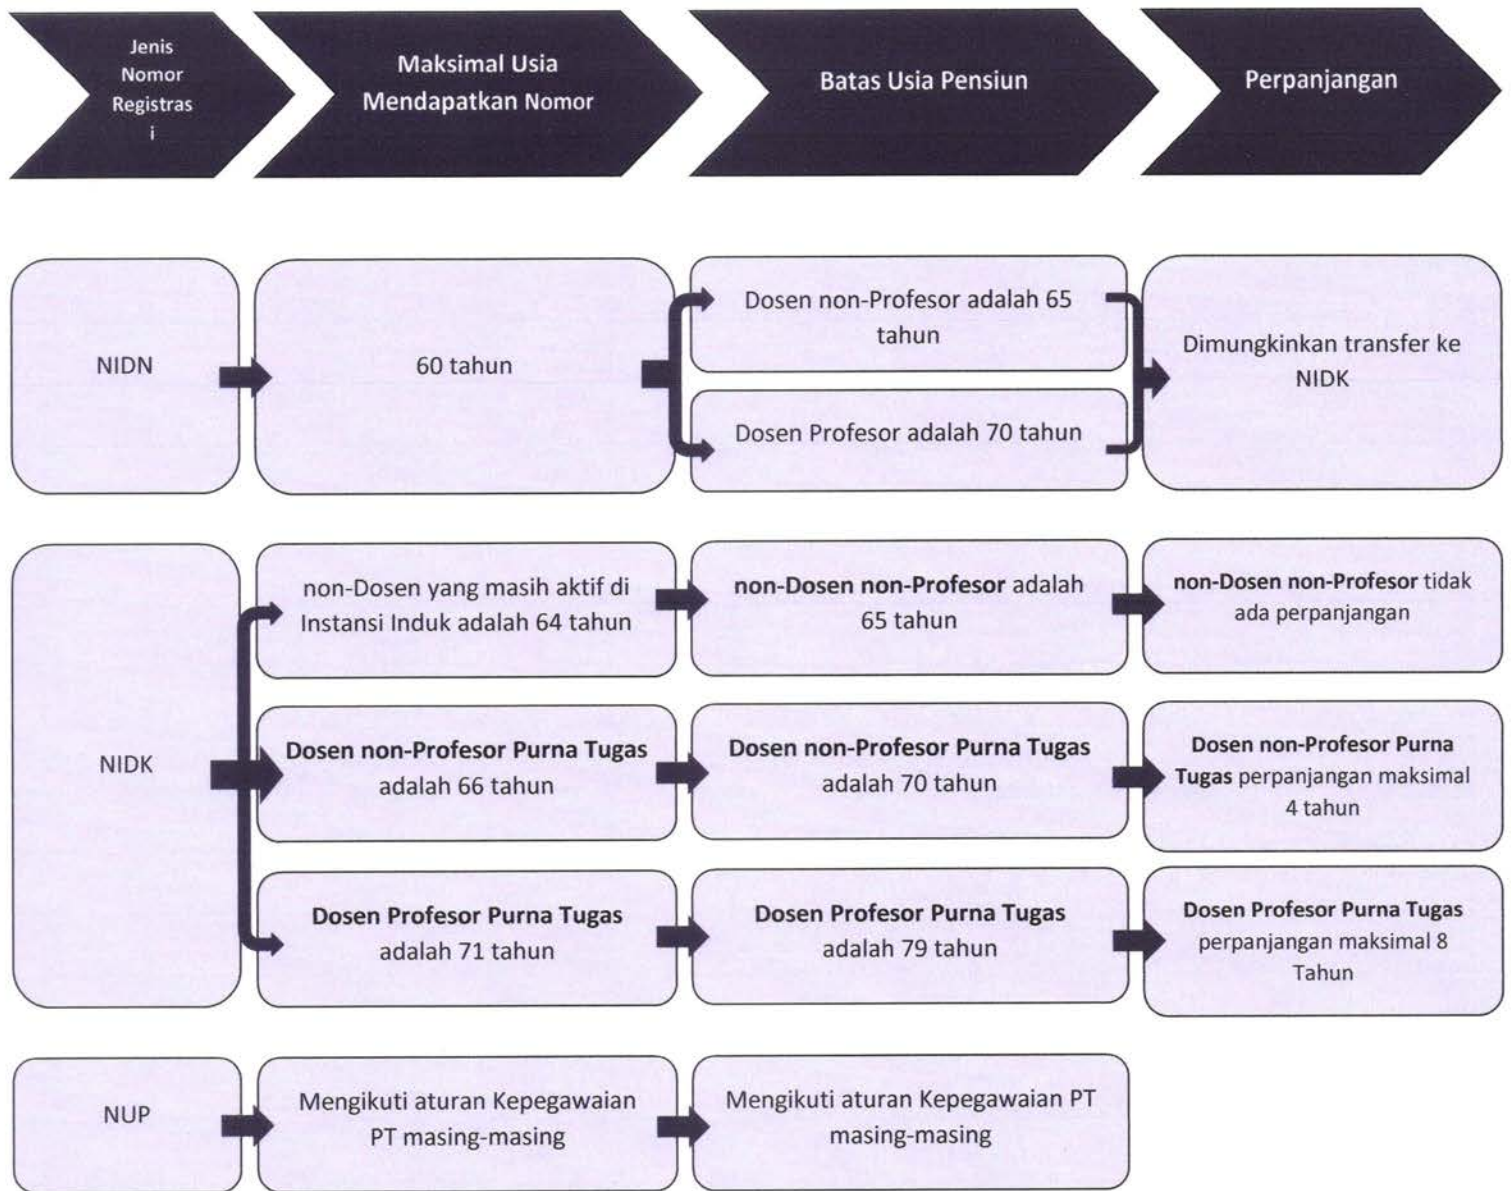 Jenis
Nomor
Registras
i
Maksimal Usia
Mendapatkan Nomor
Batas Usia Pensiun
Perpanjangan
NIDN
60 tahun
Dosen non-Profesor adalah 65
tahun
Dosen Profesor adalah 70 tahun
Dimungkinkan transfer ke
NIDK
NIDK
non-Dosen yang masih aktif di
Instansi Induk adalah 64 tahun
non-Dosen non-Profesor adalah
65 tahun
non-Dosen non-Profesor tidak
ada perpanjangan
Dosen non-Profesor Purna Tugas
adalah 66 tahun
Dosen non-Profesor Purna Tugas
adalah 70 tahun
Dosen non-Profesor Purna
Tugas perpanjangan maksimal
4 tahun
Dosen Profesor Purna Tugas
adalah 71 tahun
Dosen Profesor Purna Tugas
adalah 79 tahun
Dosen Profesor Purna Tugas
perpanjangan maksimal 8
Tahun
NUP
Mengikuti aturan Kepegawaian
PT masing-masing
Mengikuti aturan Kepegawaian PT
masing-masing